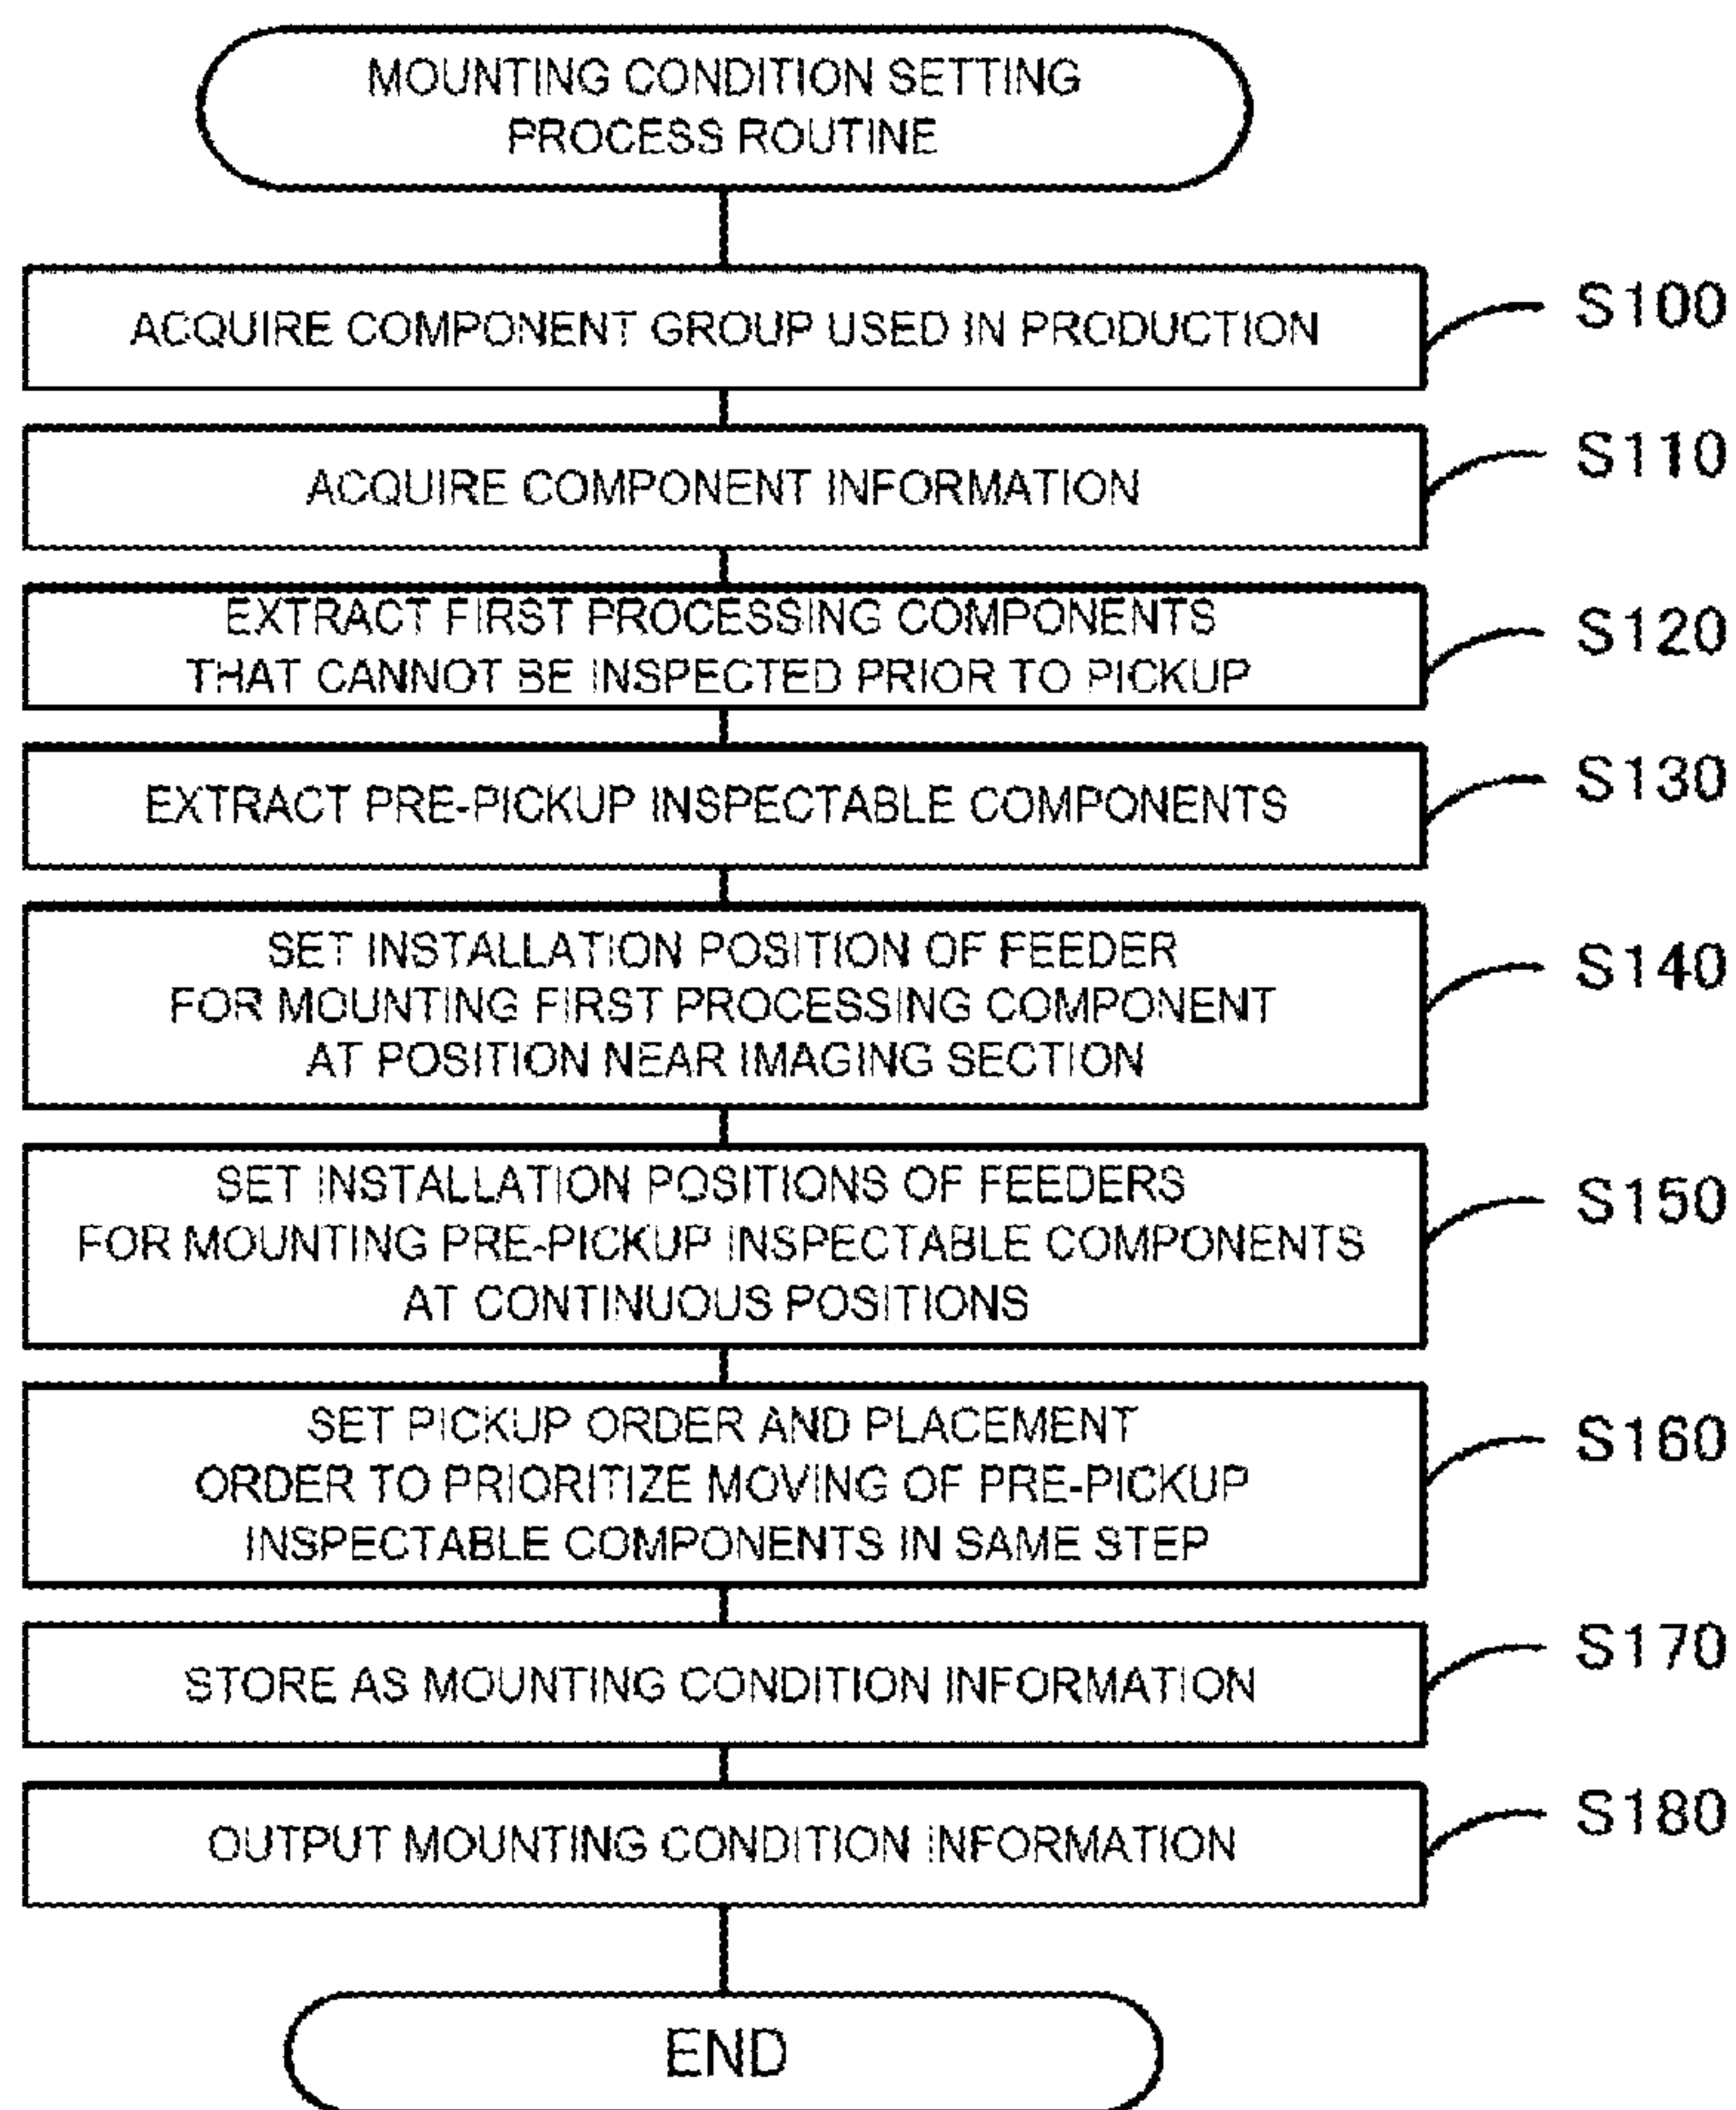 MOUNTING CONDITION SETTING
PROCESS ROUTINE
ACQUIRE COMPONENT GROUP USED IN PRODUCTION
S100
ACQUIRE COMPONENT INFORMATION
S110
EXTRACT FIRST PROCESSING COMPONENTS
THAT CANNOT BE INSPECTED PRIOR TO PICKUP
S120
EXTRACT PRE-PICKUP INSPECTABLE COMPONENTS
S130
SET INSTALLATION POSITION OF FEEDER
FOR MOUNTING FIRST PROCESSING COMPONENT
AT POSITION NEAR IMAGING SECTION
S140
SET INSTALLATION POSITIONS OF FEEDERS
FOR MOUNTING PRE-PICKUP INSPECTABLE COMPONENTS
AT CONTINUOUS POSITIONS
S150
SET PICKUP ORDER AND PLACEMENT
ORDER TO PRIORITIZE MOVING OF PRE-PICKUP
INSPECTABLE COMPONENTS IN SAME STEP
S160
STORE AS MOUNTING CONDITION INFORMATION
S170
OUTPUT MOUNTING CONDITION INFORMATION
S180
END